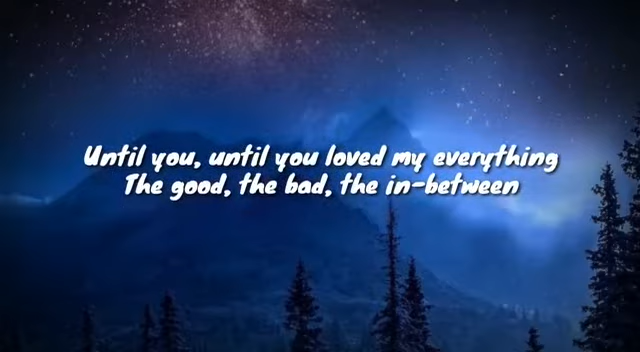 Until you, until you loved my everything
The good, the bad, the in-between